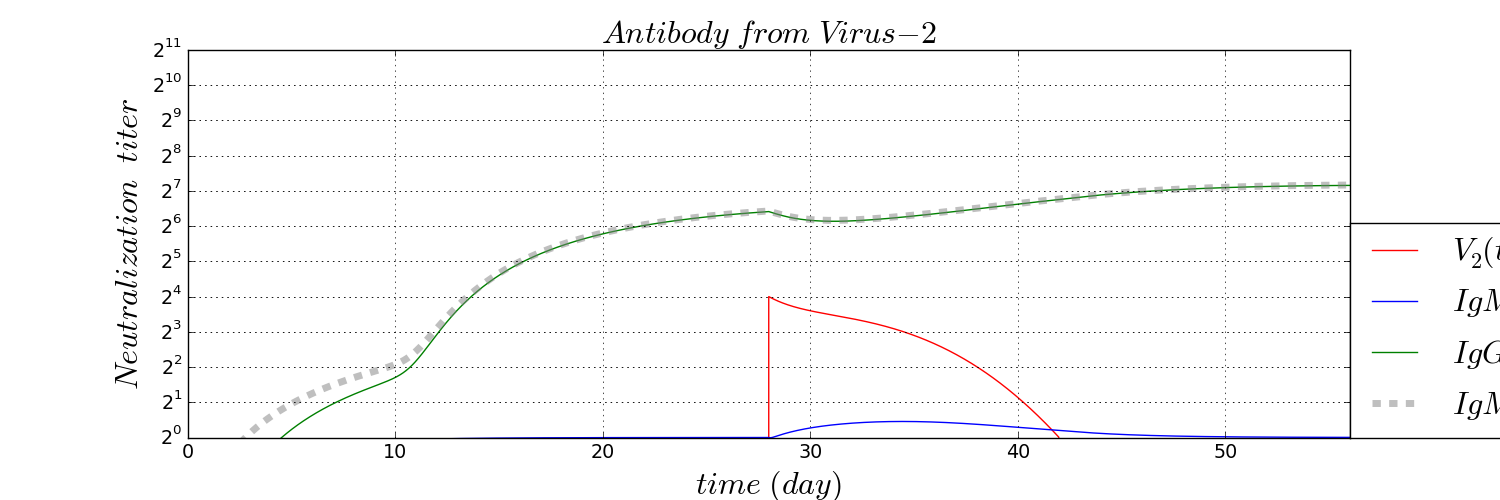 Antibody from Virus−2
Neutralization titer
2^11
2^10
2^9
2^8
2^7
2^6
2^5
2^4
2^3
2^2
2^1
2^0
0 10 20 30 40 50
time (day)
V_2(
IgM
IgG
IgM